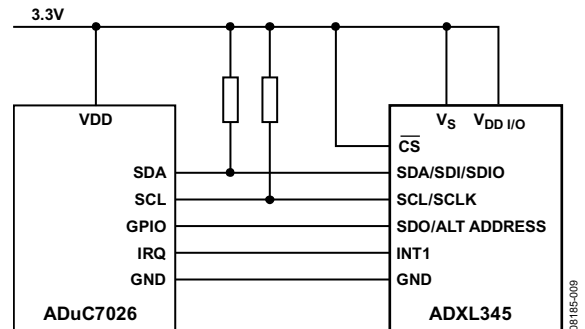 3.3V
VDD
VS
VDD I/O
CS
SDA
SDA/SDI/SDIO
SCL
SCL/SCLK
GPIO
SDO/ALT ADDRESS
IRQ
INT1
GND
GND
ADuC7026
ADXL345
08185-009